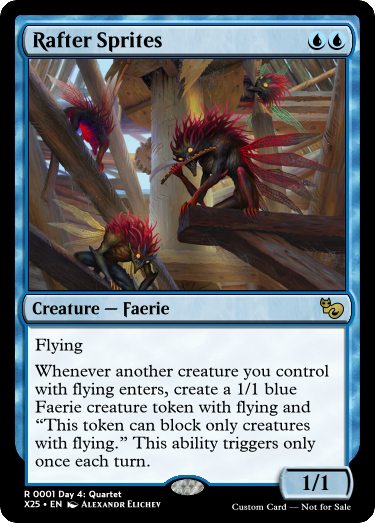 Rafter Sprites
Creature — Faerie
Flying
Whenever another creature you control
with flying enters, create a 1/1 blue
Faerie creature token with flying and
“This token can block only creatures
with flying.” This ability triggers only
once each turn.
1/1
R 0001 Day 4: Quartet
X25 • EN Alexandr Elichev
Custom Card — Not for Sale